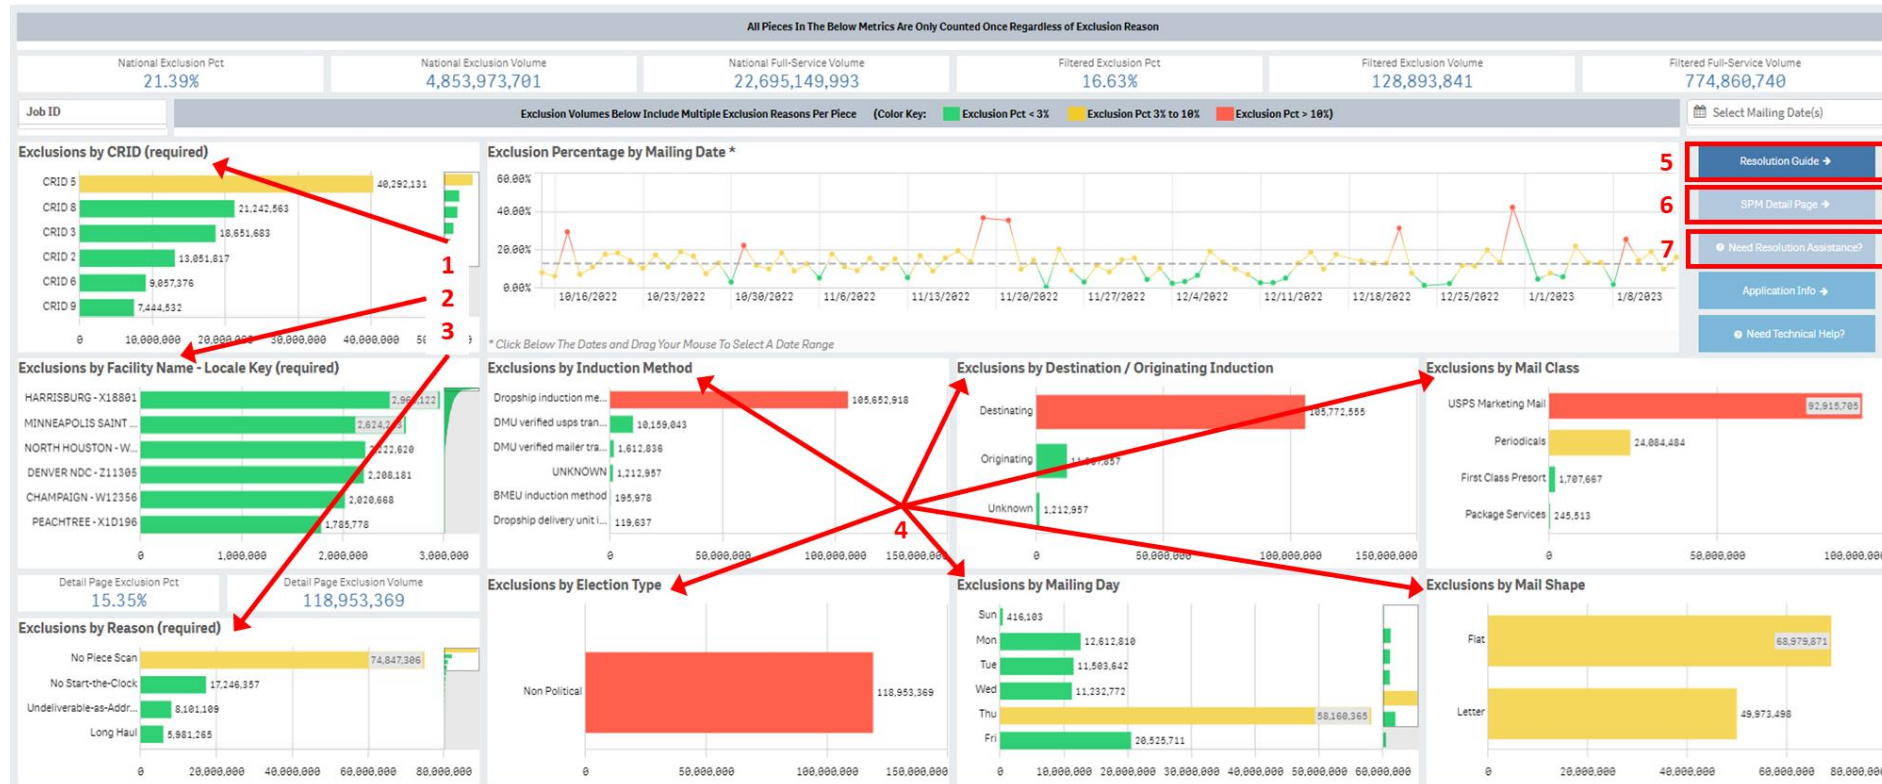 All Pieces In The Below Metrics Are Only Counted Once Regardless of Exclusion Reason
National Exclusion Pct
21.39%
National Exclusion Volume
4,853,973,701
National Full-Service Volume
22,695,149,993
Filtered Exclusion Pct
16.63%
Filtered Exclusion Volume
128,893,841
Filtered Full-Service Volume
774,860,740
Job ID
Exclusion Volumes Below Include Multiple Exclusion Reasons Per Piece (Color Key: Exclusion Pct < 3% Exclusion Pct 3% to 10% Exclusion Pct > 10%)
Select Mailing Date(s)
Exclusions by CRID (required)
CRID 5 40,292,131
CRID 8 21,242,563
CRID 3 18,651,683
CRID 2 13,051,817
CRID 6 9,057,376
CRID 9 7,444,532
0 10,000,000 20,000,000 30,000,000 40,000,000
1
2
3
Exclusion Percentage by Mailing Date *
60.00%
40.00%
20.00%
0.00%
10/16/2022 10/23/2022 10/30/2022 11/6/2022 11/13/2022 11/20/2022 11/27/2022 12/4/2022 12/11/2022 12/18/2022 12/25/2022 1/1/2023 1/8/2023
* Click Below The Dates and Drag Your Mouse To Select A Date Range
5 Resolution Guide →
6 SPM Detail Page →
7 Need Resolution Assistance?
Application Info →
Need Technical Help?
Exclusions by Facility Name - Locale Key (required)
HARRISBURG - X18801
MINNEAPOLIS SAINT ...
NORTH HOUSTON - W...
DENVER NDC - Z11305 2,208,181
CHAMPAIGN - W12356 2,020,668
PEACHTREE - X1D196 1,785,778
0 1,000,000 2,000,000 3,000,000
Exclusions by Induction Method
Dropship induction me... 105,652,918
DMU verified usps tran... 10,159,043
DMU verified mailer tra... 1,612,836
UNKNOWN 1,212,957
BMEU induction method 195,978
Dropship delivery unit i... 119,637
0 50,000,000 100,000,000 150,000,000
4
Exclusions by Destination / Originating Induction
Destinating 105,772,555
Originating
Unknown 1,212,957
0 50,000,000 100,000,000 150,000,000
Exclusions by Mail Class
USPS Marketing Mail 92,915,705
Periodicals 24,084,484
First Class Presort 1,707,667
Package Services 245,513
0 50,000,000 100,000,000
Detail Page Exclusion Pct
15.35%
Detail Page Exclusion Volume
118,953,369
Exclusions by Reason (required)
No Piece Scan 74,847,306
No Start-the-Clock 17,246,357
Undeliverable-as-Addr... 8,101,109
Long Haul 5,981,265
0 20,000,000 40,000,000 60,000,000 80,000,000
Exclusions by Election Type
Non Political 118,953,369
0 50,000,000 100,000,000 150,000,000
Exclusions by Mailing Day
Sun 416,103
Mon 12,612,810
Tue 11,503,642
Wed 11,232,772
Thu 58,160,365
Fri 20,525,711
0 10,000,000 20,000,000 30,000,000 40,000,000 50,000,000 60,000,000
Exclusions by Mail Shape
Flat 68,979,871
Letter 49,973,498
0 20,000,000 40,000,000 60,000,000 80,000,000